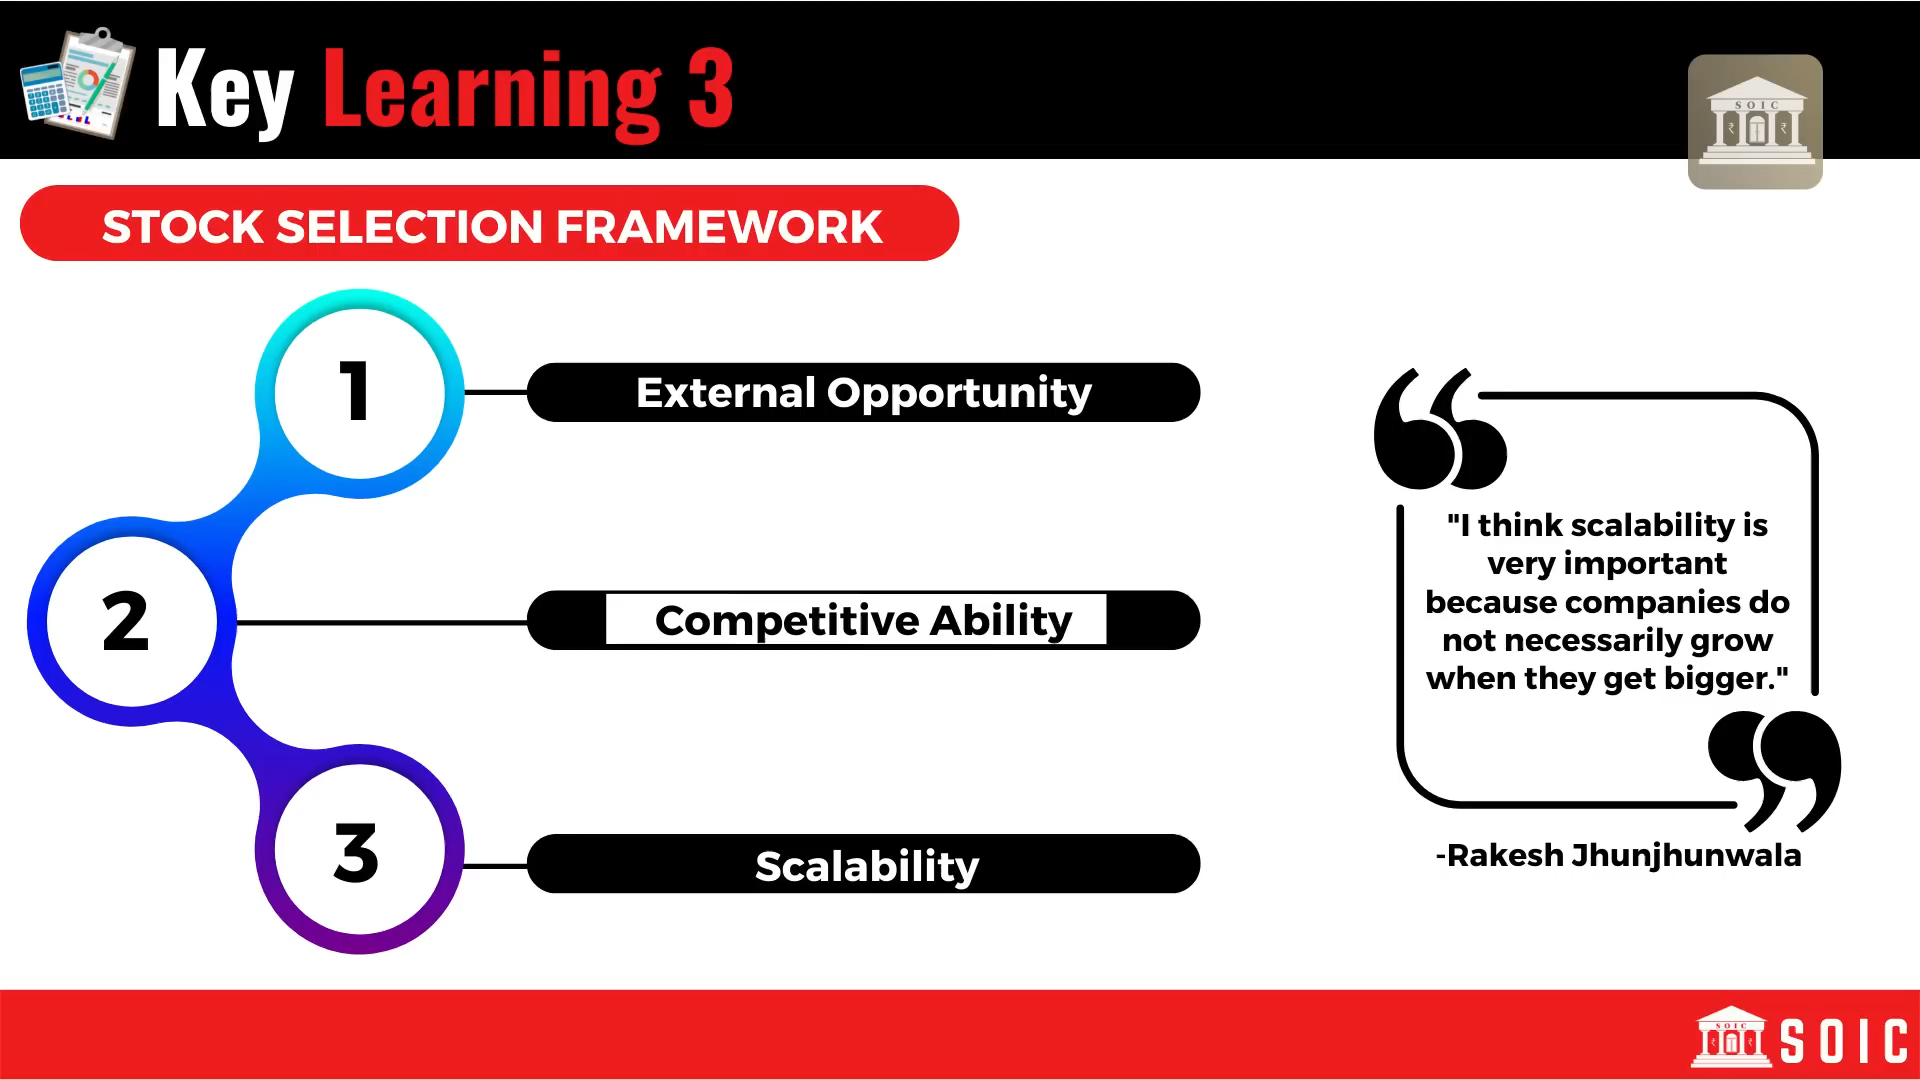 Key Learning 3
SOIC
STOCK SELECTION FRAMEWORK
1
External Opportunity
2
Competitive Ability
3
Scalability
"I think scalability is
very important
because companies do
not necessarily grow
when they get bigger."
-Rakesh Jhunjhunwala
SOIC
SOIC